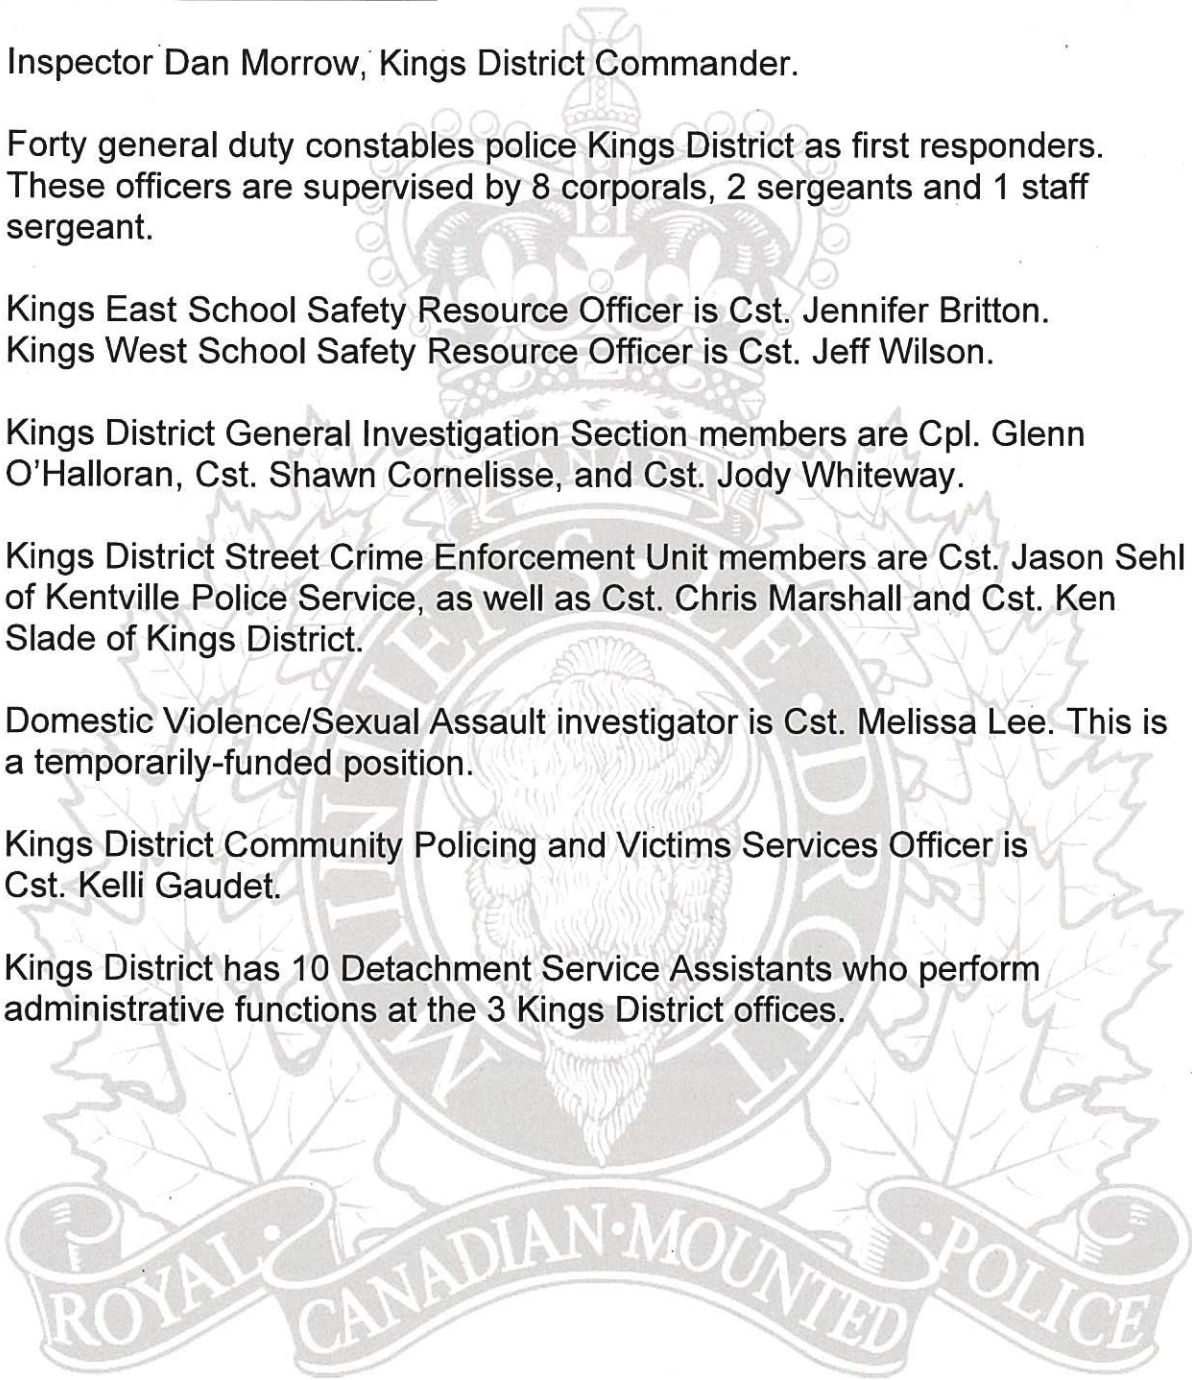 Inspector Dan Morrow, Kings District Commander.
Forty general duty constables police Kings District as first responders.
These officers are supervised by 8 corporals, 2 sergeants and 1 staff
sergeant.
Kings East School Safety Resource Officer is Cst. Jennifer Britton.
Kings West School Safety Resource Officer is Cst. Jeff Wilson.
Kings District General Investigation Section members are Cpl. Glenn
O'Halloran, Cst. Shawn Cornelisse, and Cst. Jody Whiteway.
Kings District Street Crime Enforcement Unit members are Cst. Jason Sehl
of Kentville Police Service, as well as Cst. Chris Marshall and Cst. Ken
Slade of Kings District.
Domestic Violence/Sexual Assault investigator is Cst. Melissa Lee. This is
a temporarily-funded position.
Kings District Community Policing and Victims Services Officer is
Cst. Kelli Gaudet.
Kings District has 10 Detachment Service Assistants who perform
administrative functions at the 3 Kings District offices.
CANADA
MAINTIENS·LE·DROIT
ROYAL·CANADIAN·MOUNTED·POLICE